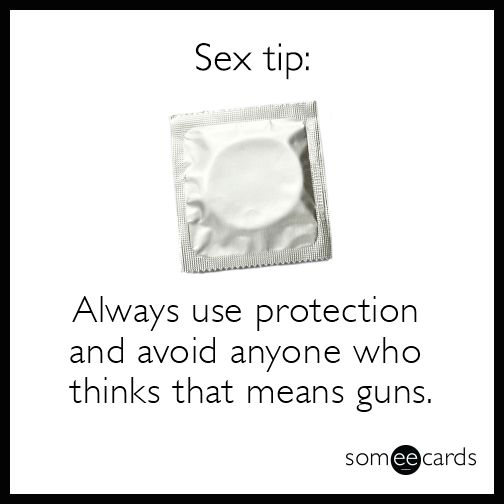 Sex tip:
Always use protection
and avoid anyone who
thinks that means guns.
someecards